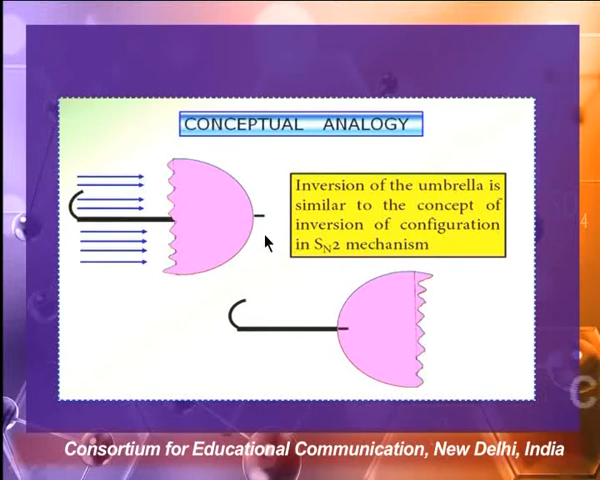 CONCEPTUAL ANALOGY
Inversion of the umbrella is
similar to the concept of
inversion of configuration
in SN2 mechanism
Consortium for Educational Communication, New Delhi, India